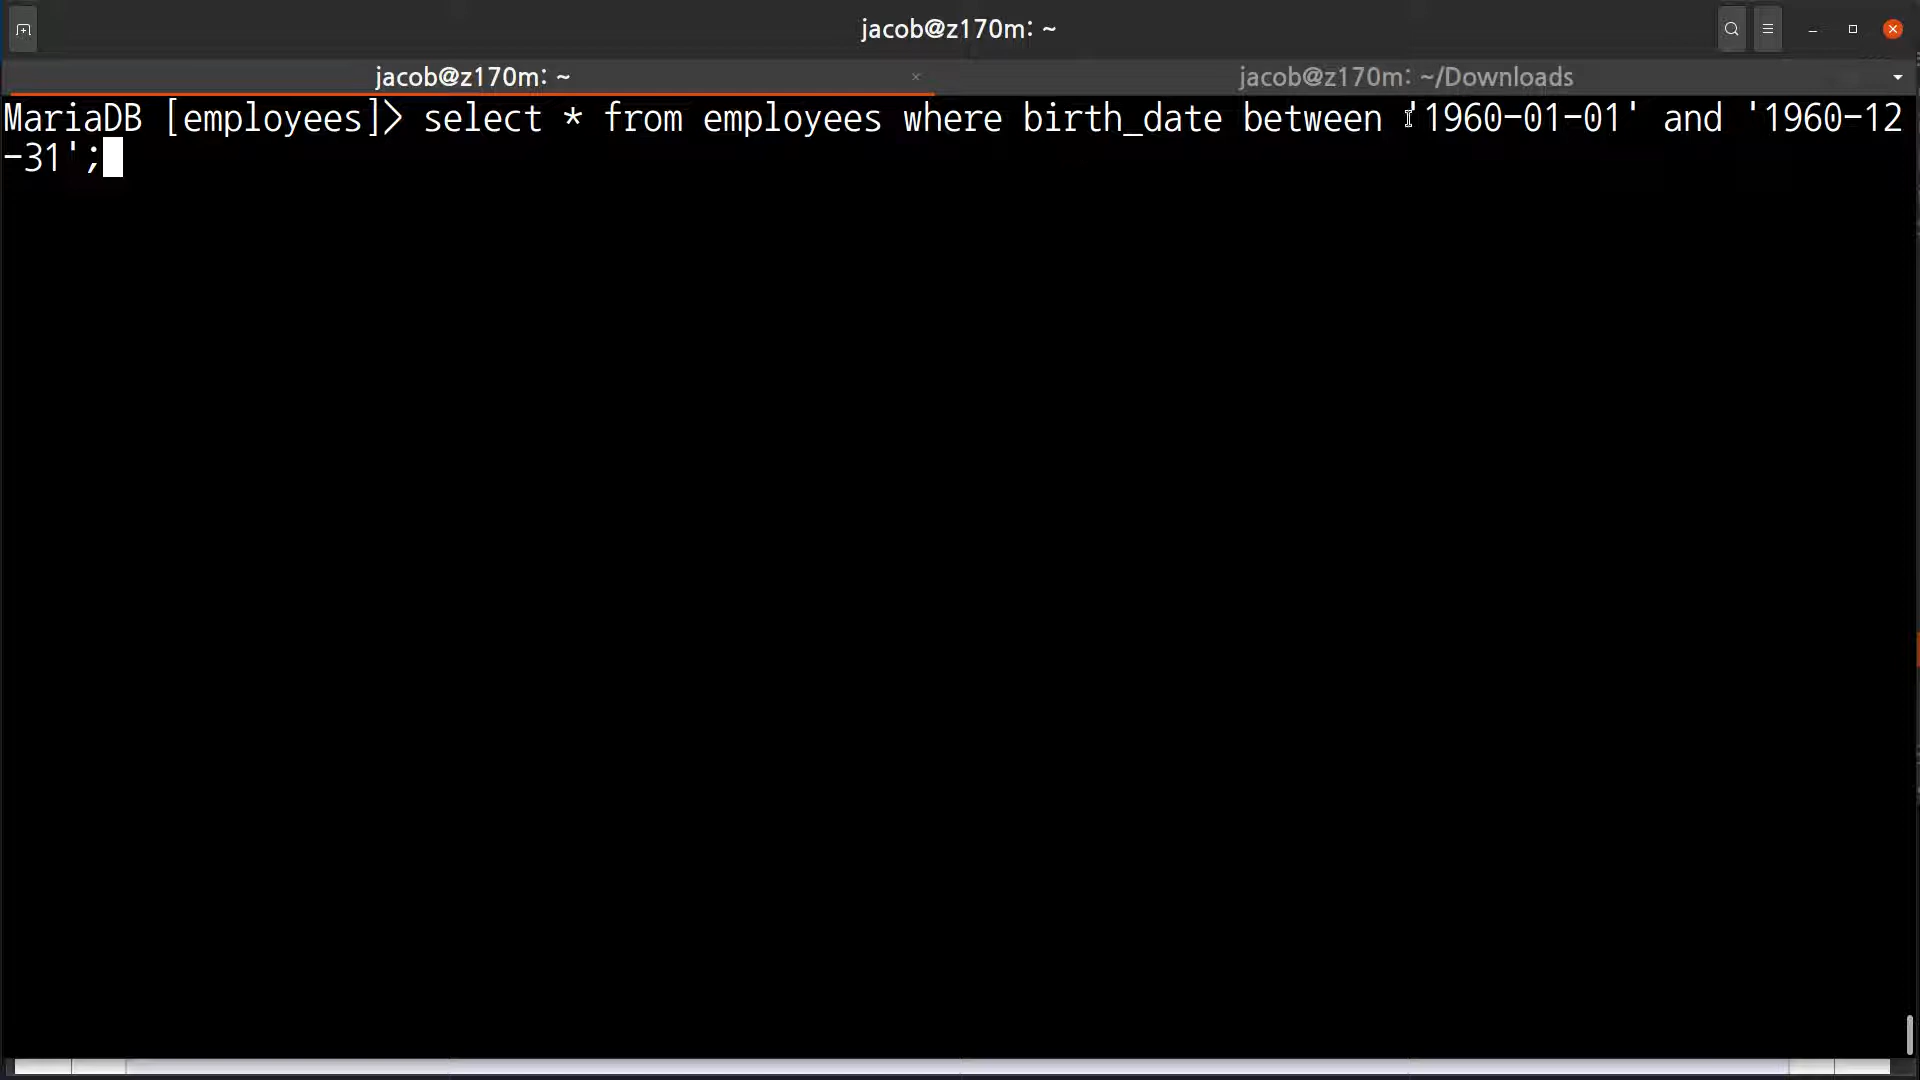 jacob@z170m: ~
jacob@z170m: ~
jacob@z170m: ~/Downloads
MariaDB [employees]> select * from employees where birth_date between '1960-01-01' and '1960-12
-31';